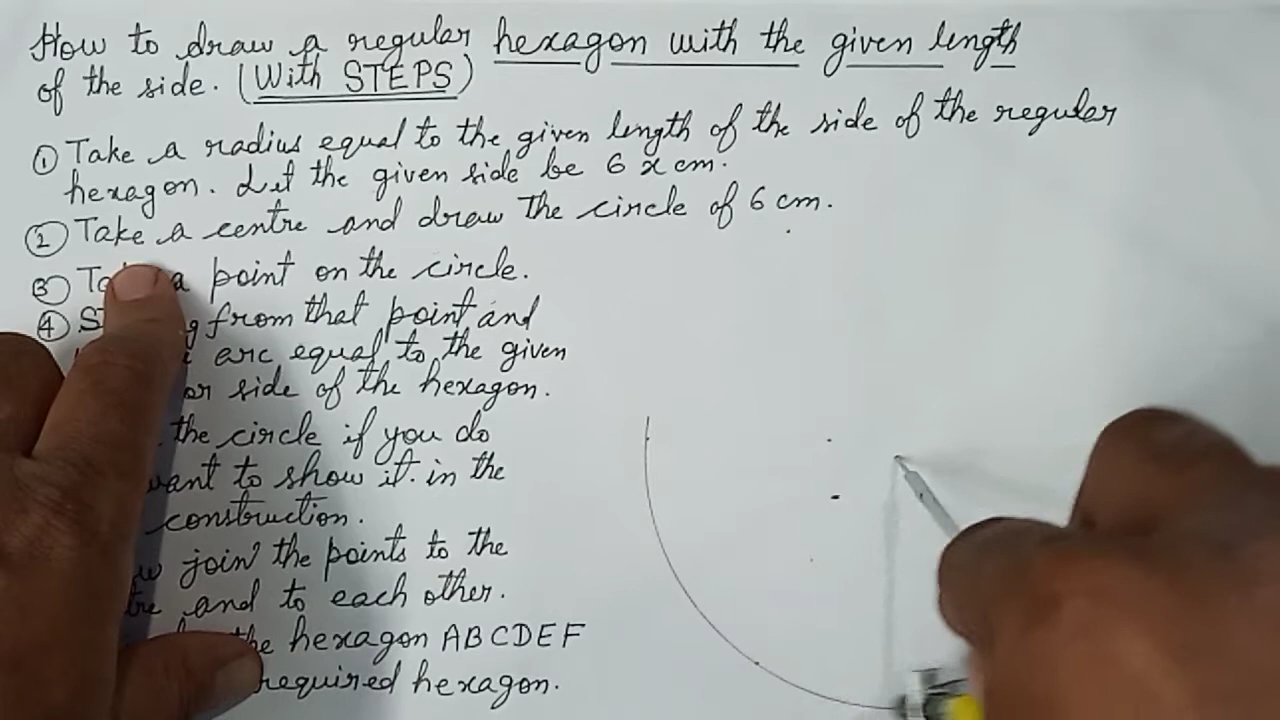 How to draw a regular hexagon with the given length
of the side. (With STEPS)
① Take a radius equal to the given length of the side of the regular
hexagon. Let the given side be 6 x cm.
② Take a centre and draw the circle of 6 cm.
③ a point on the circle.
④ from that point and
arc equal to the given
or side of the hexagon.
the circle if you do
want to show it in the
construction.
join the points to the
and to each other.
the hexagon ABCDEF
required hexagon.